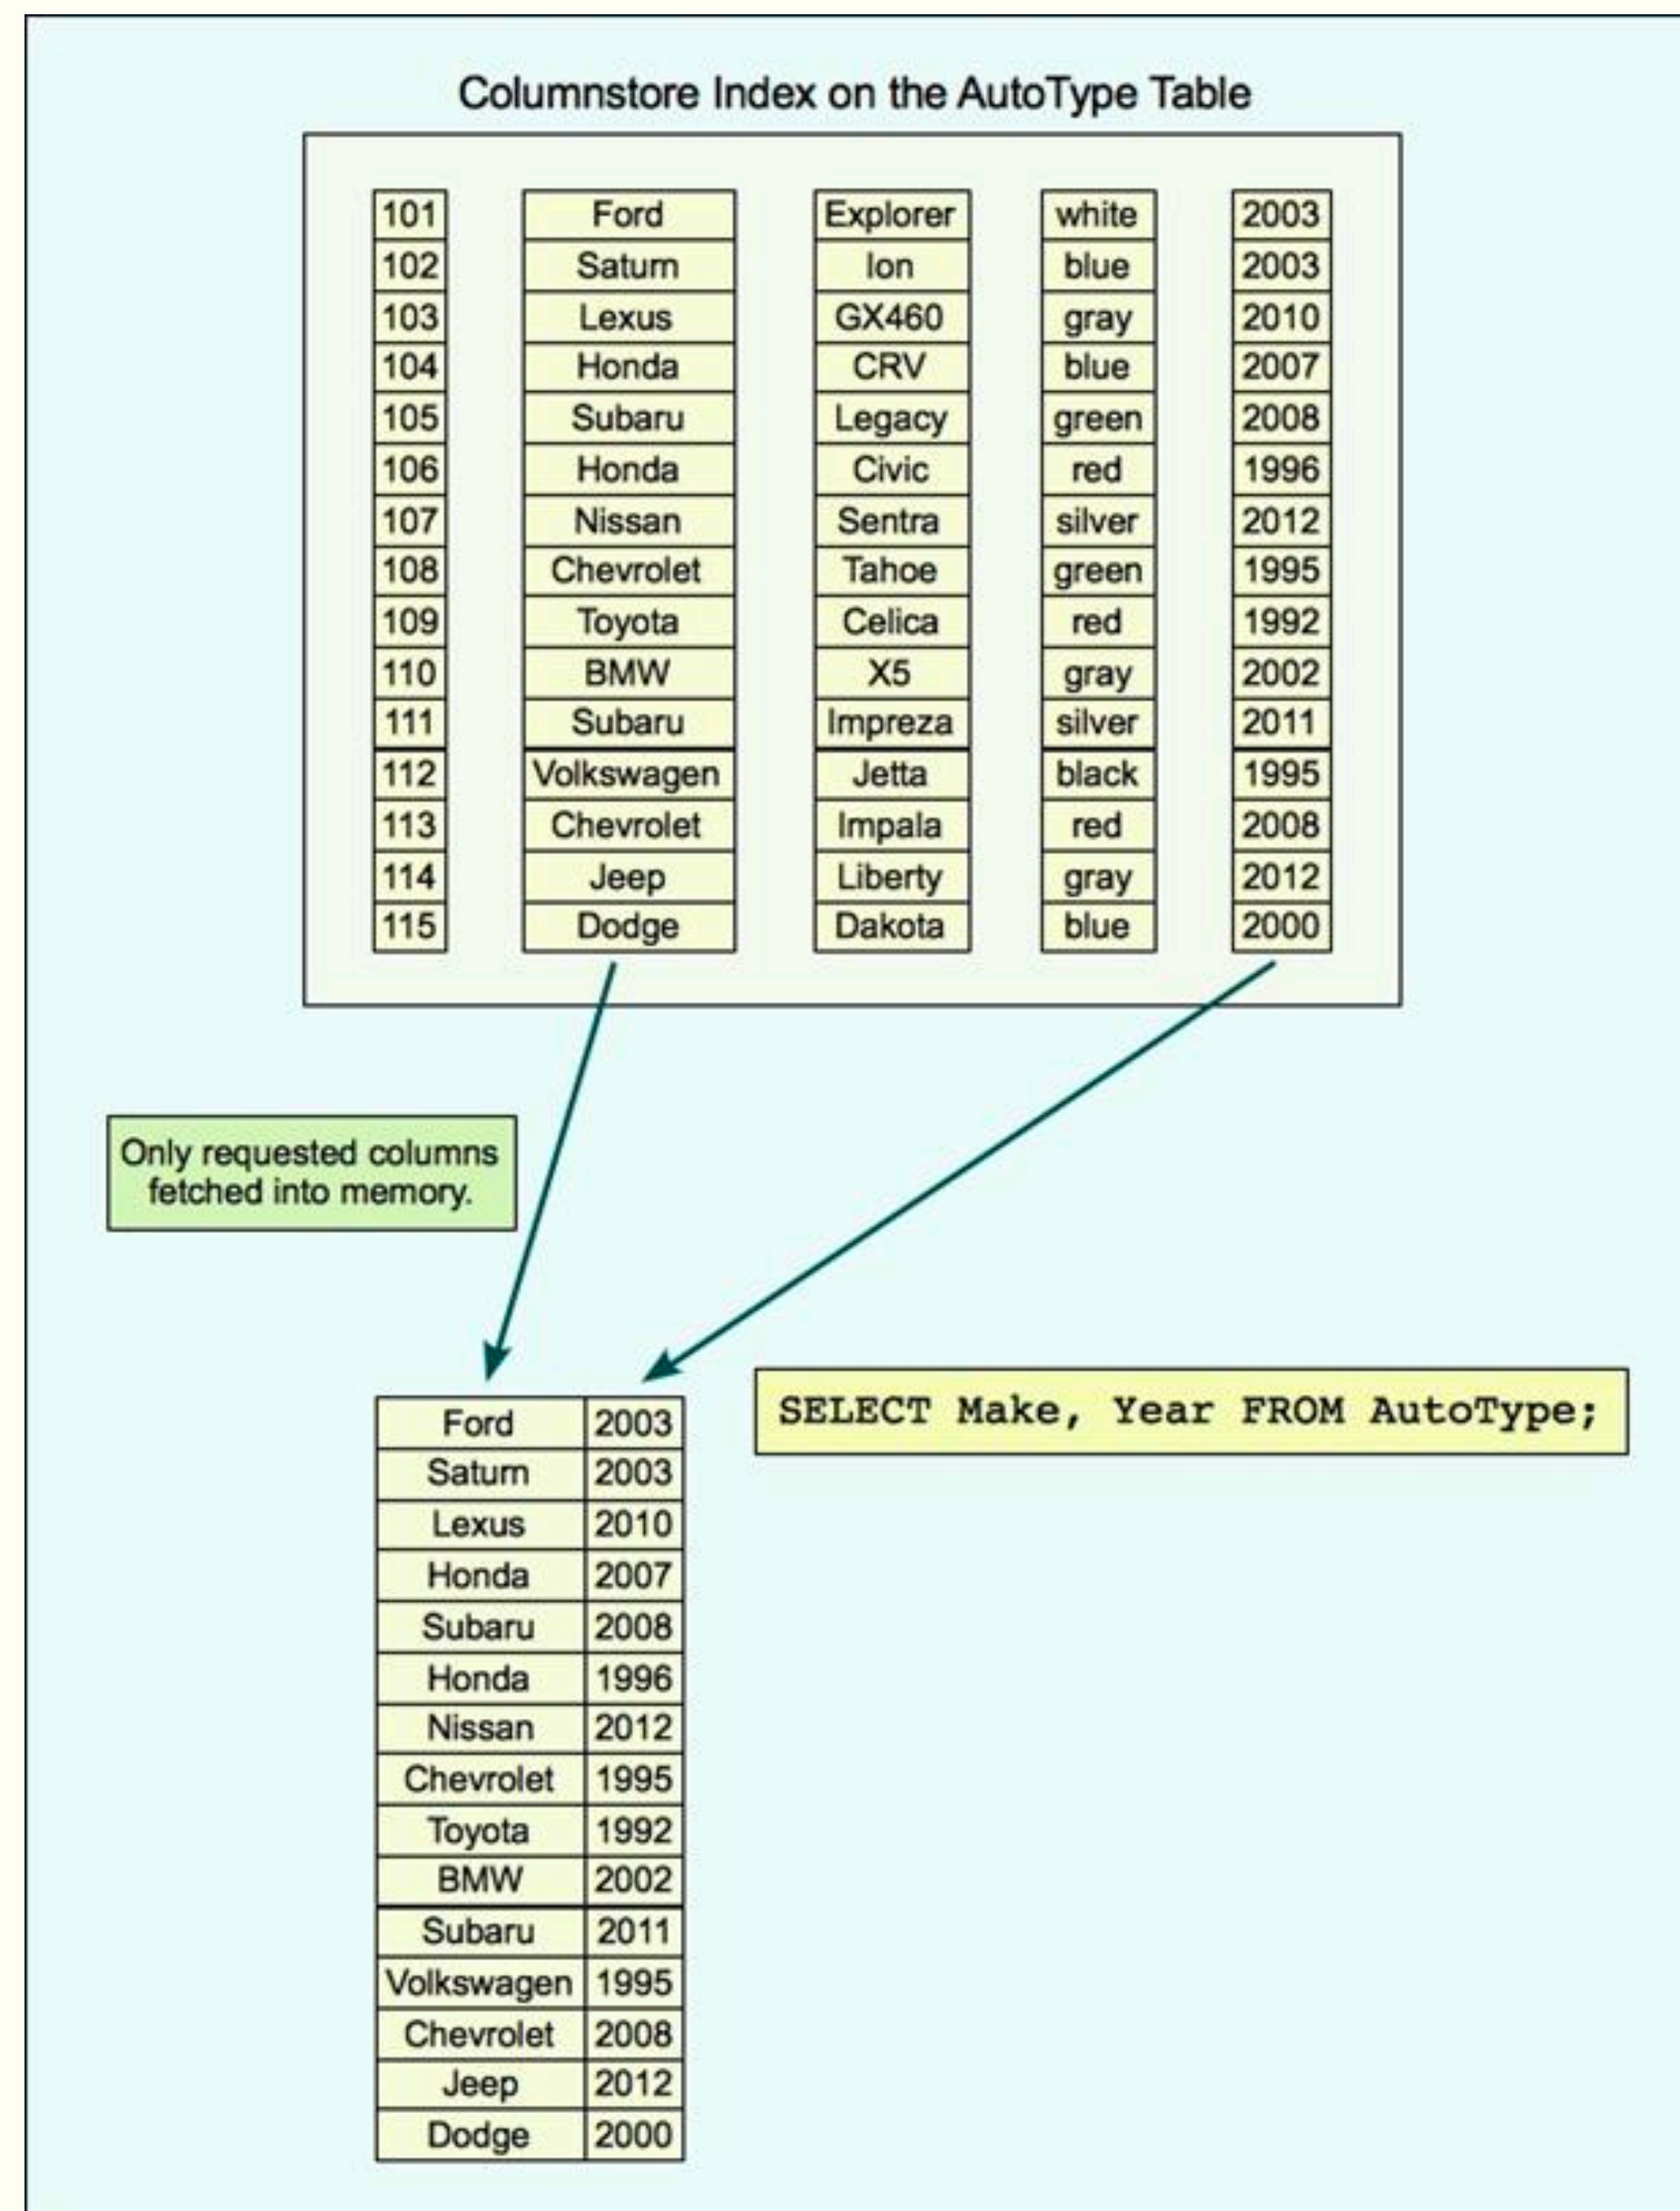 Columnstore Index on the AutoType Table
101 Ford Explorer white 2003
102 Saturn Ion blue 2003
103 Lexus GX460 gray 2010
104 Honda CRV blue 2007
105 Subaru Legacy green 2008
106 Honda Civic red 1996
107 Nissan Sentra silver 2012
108 Chevrolet Tahoe green 1995
109 Toyota Celica red 1992
110 BMW X5 gray 2002
111 Subaru Impreza silver 2011
112 Volkswagen Jetta black 1995
113 Chevrolet Impala red 2008
114 Jeep Liberty gray 2012
115 Dodge Dakota blue 2000
Only requested columns
fetched into memory.
SELECT Make, Year FROM AutoType;
Ford 2003
Saturn 2003
Lexus 2010
Honda 2007
Subaru 2008
Honda 1996
Nissan 2012
Chevrolet 1995
Toyota 1992
BMW 2002
Subaru 2011
Volkswagen 1995
Chevrolet 2008
Jeep 2012
Dodge 2000